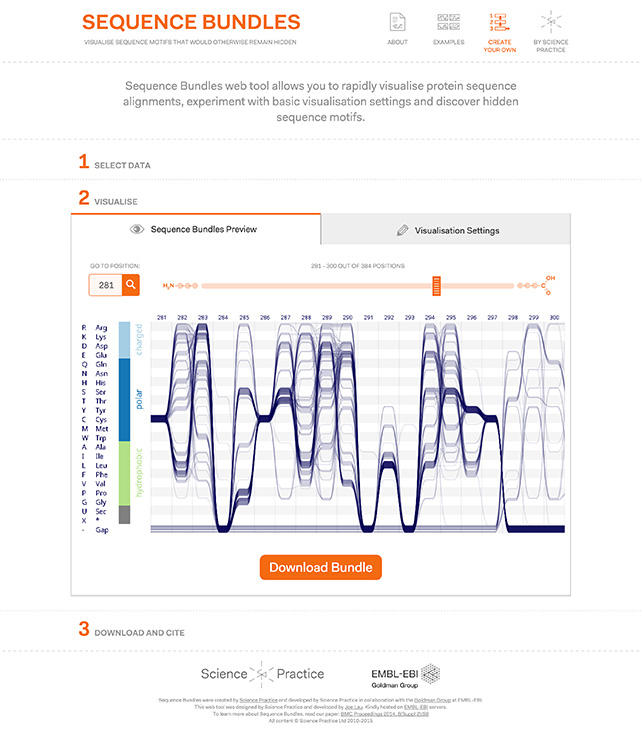 SEQUENCE BUNDLES
VISUALISE SEQUENCE MOTIFS THAT WOULD OTHERWISE REMAIN HIDDEN
ABOUT
EXAMPLES
CREATE
YOUR OWN
BY SCIENCE
PRACTICE
Sequence Bundles web tool allows you to rapidly visualise protein sequence
alignments, experiment with basic visualisation settings and discover hidden
sequence motifs.
1 SELECT DATA
2 VISUALISE
Sequence Bundles Preview
Visualisation Settings
GO TO POSITION:
281
281 - 300 OUT OF 384 POSITIONS
H₂N
C
OH
O
281 282 283 284 285 286 287 288 289 290 291 292 293 294 295 296 297 298 299 300
R Arg
K Lys
D Asp
E Glu
Q Gln
N Asn
H His
S Ser
T Thr
Y Tyr
C Cys
M Met
W Trp
A Ala
I Ile
L Leu
F Phe
V Val
P Pro
G Gly
U Sec
X *
- Gap
charged
polar
hydrophobic
Download Bundle
3 DOWNLOAD AND CITE
Science Practice
EMBL-EBI
Goldman Group
Sequence Bundles were created by Science Practice and developed by Science Practice in collaboration with the Goldman Group at EMBL-EBI
This web tool was designed by Science Practice and developed by Joe Lau. Kindly hosted on EMBL-EBI servers.
To learn more about Sequence Bundles, read our paper: BMC Proceedings 2014, 8(Suppl 2):S8
All content © Science Practice Ltd 2010-2015